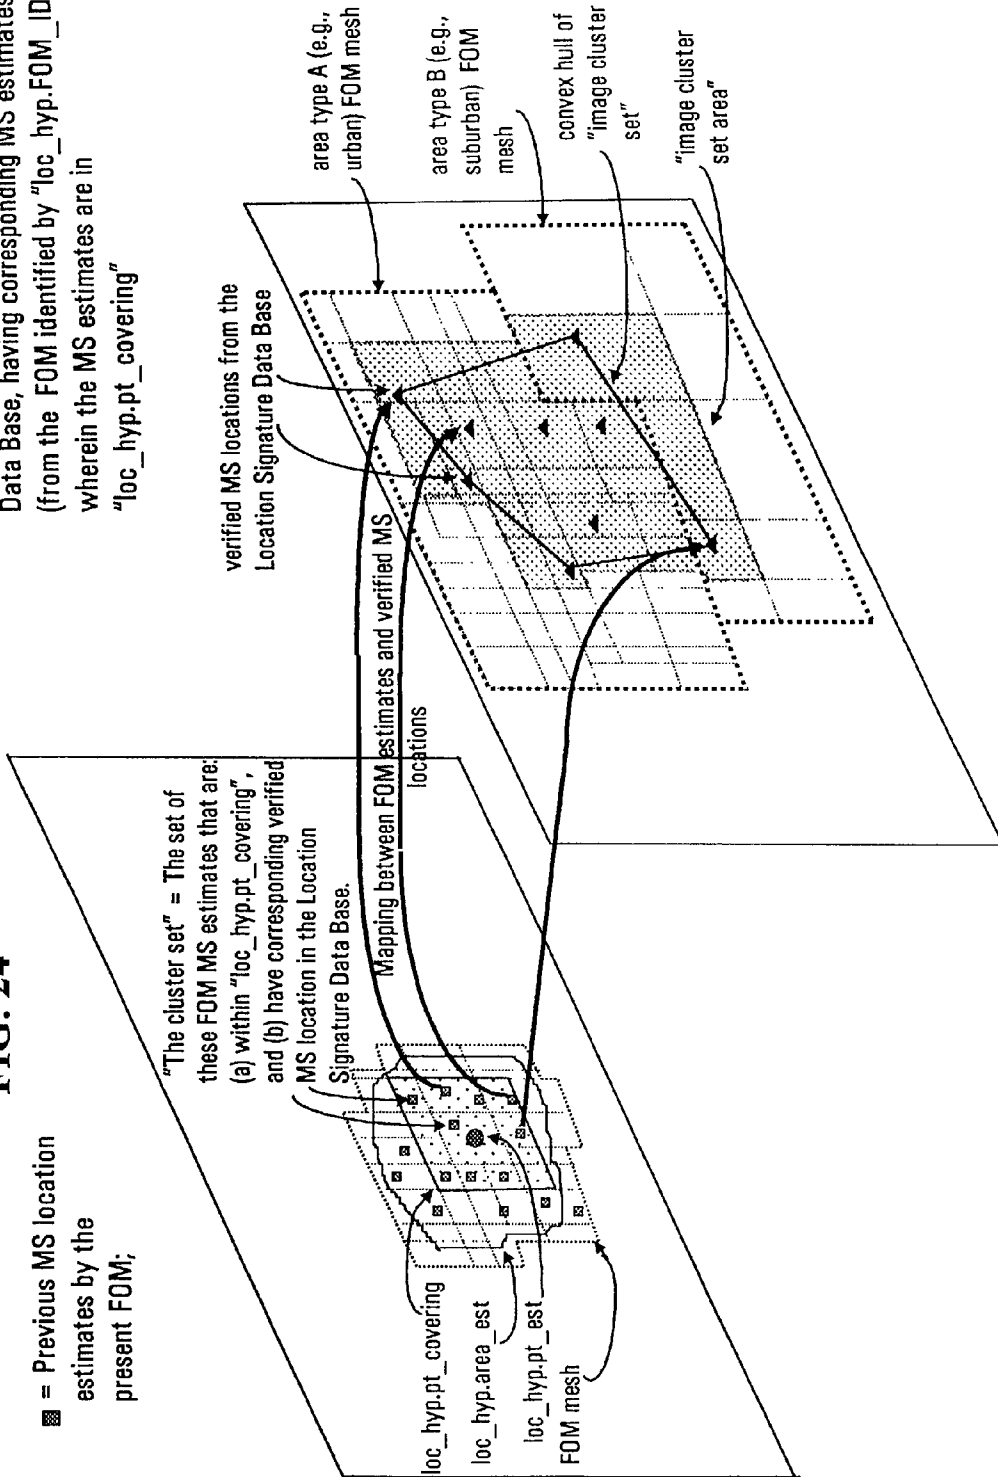 FIG. 24
= Previous MS location
estimates by the
present FOM;
Data Base, having corresponding MS estimates
(from the FOM identified by "loc_hyp.FOM_ID
wherein the MS estimates are in
"loc_hyp.pt_covering"
"The cluster set" = The set of
these FOM MS estimates that are:
(a) within "loc_hyp.pt_covering",
and (b) have corresponding verified
MS location in the Location
Signature Data Base.
verified MS locations from the
Location Signature Data Base
area type A (e.g.,
urban) FOM mesh
area type B (e.g.,
suburban) FOM
mesh
convex hull of
"image cluster
set"
"image cluster
set area"
Mapping between FOM estimates and verified MS
locations
loc_hyp.pt_covering
loc_hyp.area_est
loc_hyp.pt_est
FOM mesh